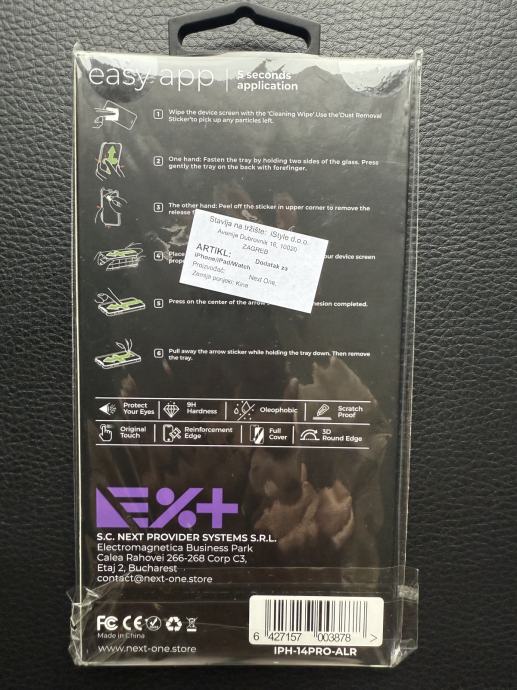 easy app | 5 seconds
application
1 Wipe the device screen with the 'Cleaning Wipe'.Use the'Dust Removal
Sticker'to pick up any particles left.
2 One hand: Fasten the tray by holding two sides of the glass. Press
gently the tray on the back with forefinger.
3 The other hand: Peel off the sticker in upper corner to remove the
release
Stavlja na tržište: iStyle d.o.o.
Avenija Dubrovnik 16, 10020
ZAGREB
ARTIKL: Dodatak za
iPhone/iPad/Watch
Proizvođač: Next One,
Zemlja porijekl: Kina
4 Place your device screen
5 Press on the center of the arrow completed.
6 Pull away the arrow sticker while holding the tray down. Then remove
the tray.
Protect
Your Eyes
9H
Hardness
Oleophobic
Scratch
Proof
Original
Touch
Reinforcement
Edge
Full
Cover
3D
Round Edge
NEXT+
S.C. NEXT PROVIDER SYSTEMS S.R.L.
Electromagnetica Business Park
Calea Rahovei 266-268 Corp C3,
Etaj 2, Bucharest
contact@next-one.store
FC CE
Made in China
www.next-one.store
6 427157 003878 >
IPH-14PRO-ALR